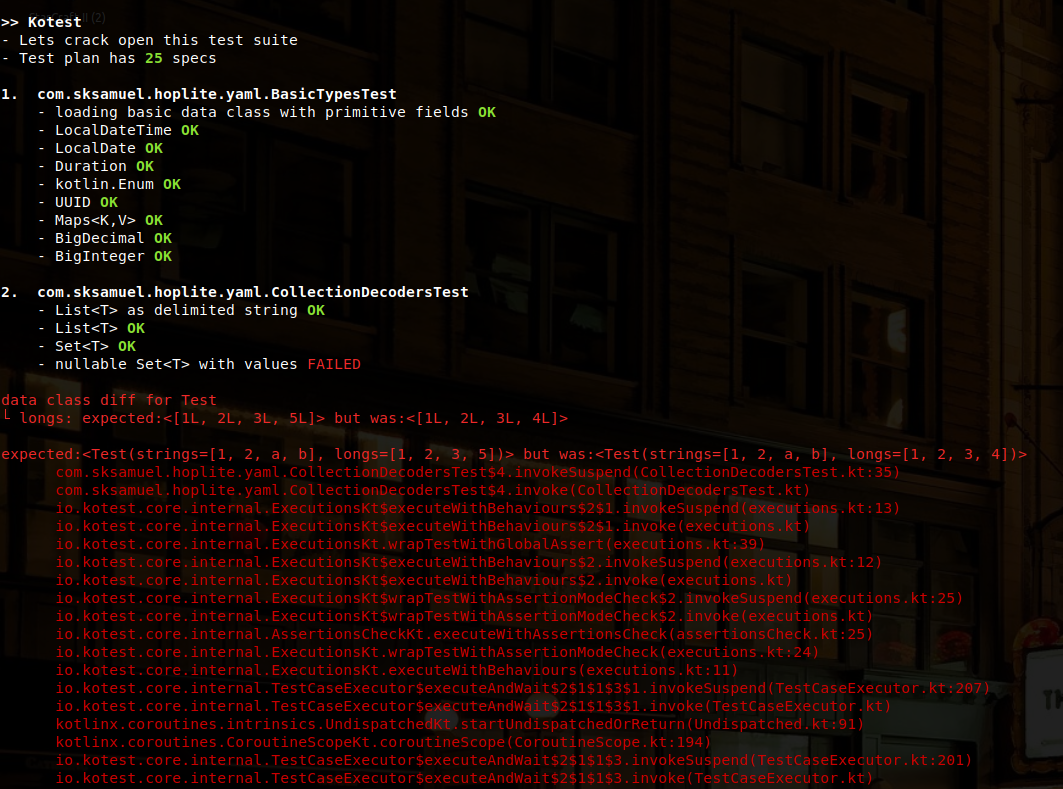 >> Kotest
- Lets crack open this test suite
- Test plan has 25 specs
1. com.sksamuel.hoplite.yaml.BasicTypesTest
- loading basic data class with primitive fields OK
- LocalDateTime OK
- LocalDate OK
- Duration OK
- kotlin.Enum OK
- UUID OK
- Maps<K,V> OK
- BigDecimal OK
- BigInteger OK
2. com.sksamuel.hoplite.yaml.CollectionDecodersTest
- List<T> as delimited string OK
- List<T> OK
- Set<T> OK
- nullable Set<T> with values FAILED
data class diff for Test
└ longs: expected:<[1L, 2L, 3L, 5L]> but was:<[1L, 2L, 3L, 4L]>
expected:<Test(strings=[1, 2, a, b], longs=[1, 2, 3, 5])> but was:<Test(strings=[1, 2, a, b], longs=[1, 2, 3, 4])>
com.sksamuel.hoplite.yaml.CollectionDecodersTest$4.invokeSuspend(CollectionDecodersTest.kt:35)
com.sksamuel.hoplite.yaml.CollectionDecodersTest$4.invoke(CollectionDecodersTest.kt)
io.kotest.core.internal.ExecutionsKt$executeWithBehaviours$2$1.invokeSuspend(executions.kt:13)
io.kotest.core.internal.ExecutionsKt$executeWithBehaviours$2$1.invoke(executions.kt)
io.kotest.core.internal.ExecutionsKt.wrapTestWithGlobalAssert(executions.kt:39)
io.kotest.core.internal.ExecutionsKt$executeWithBehaviours$2.invokeSuspend(executions.kt:12)
io.kotest.core.internal.ExecutionsKt$executeWithBehaviours$2.invoke(executions.kt)
io.kotest.core.internal.ExecutionsKt$wrapTestWithAssertionModeCheck$2.invokeSuspend(executions.kt:25)
io.kotest.core.internal.ExecutionsKt$wrapTestWithAssertionModeCheck$2.invoke(executions.kt)
io.kotest.core.internal.AssertionsCheckKt.executeWithAssertionsCheck(assertionsCheck.kt:25)
io.kotest.core.internal.ExecutionsKt.wrapTestWithAssertionModeCheck(executions.kt:24)
io.kotest.core.internal.ExecutionsKt.executeWithBehaviours(executions.kt:11)
io.kotest.core.internal.TestCaseExecutor$executeAndWait$2$1$1$3$1.invokeSuspend(TestCaseExecutor.kt:207)
io.kotest.core.internal.TestCaseExecutor$executeAndWait$2$1$1$3$1.invoke(TestCaseExecutor.kt)
kotlinx.coroutines.intrinsics.UndispatchedKt.startUndispatchedOrReturn(Undispatched.kt:91)
kotlinx.coroutines.CoroutineScopeKt.coroutineScope(CoroutineScope.kt:194)
io.kotest.core.internal.TestCaseExecutor$executeAndWait$2$1$1$3.invokeSuspend(TestCaseExecutor.kt:201)
io.kotest.core.internal.TestCaseExecutor$executeAndWait$2$1$1$3.invoke(TestCaseExecutor.kt)